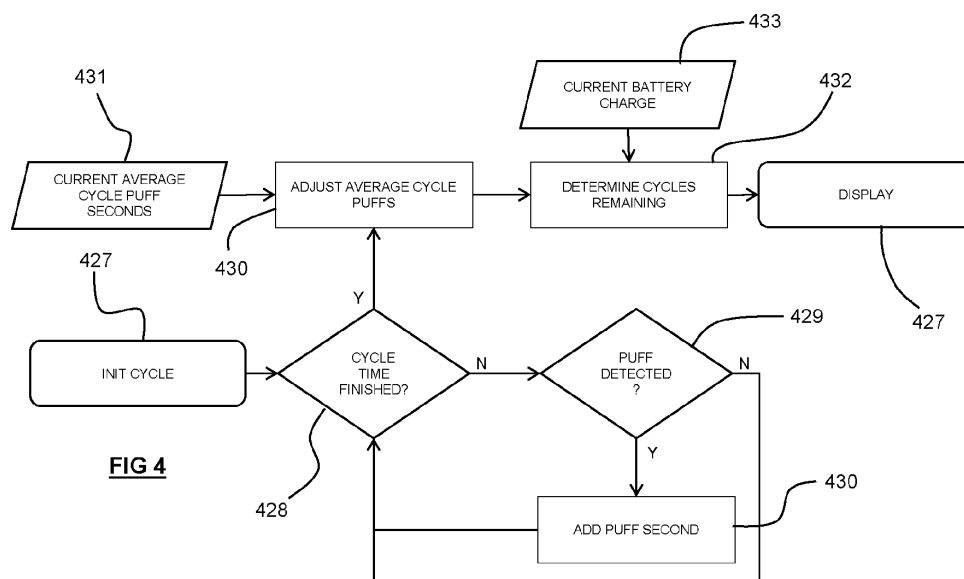 433
431
CURRENT BATTERY
CHARGE
432
CURRENT AVERAGE
CYCLE PUFF
SECONDS
ADJUST AVERAGE CYCLE
PUFFS
DETERMINE CYCLES
REMAINING
DISPLAY
430
427
427
Y
429
INIT CYCLE
CYCLE
TIME
FINISHED?
N
PUFF
DETECTED
?
N
FIG 4
428
Y
430
ADD PUFF SECOND